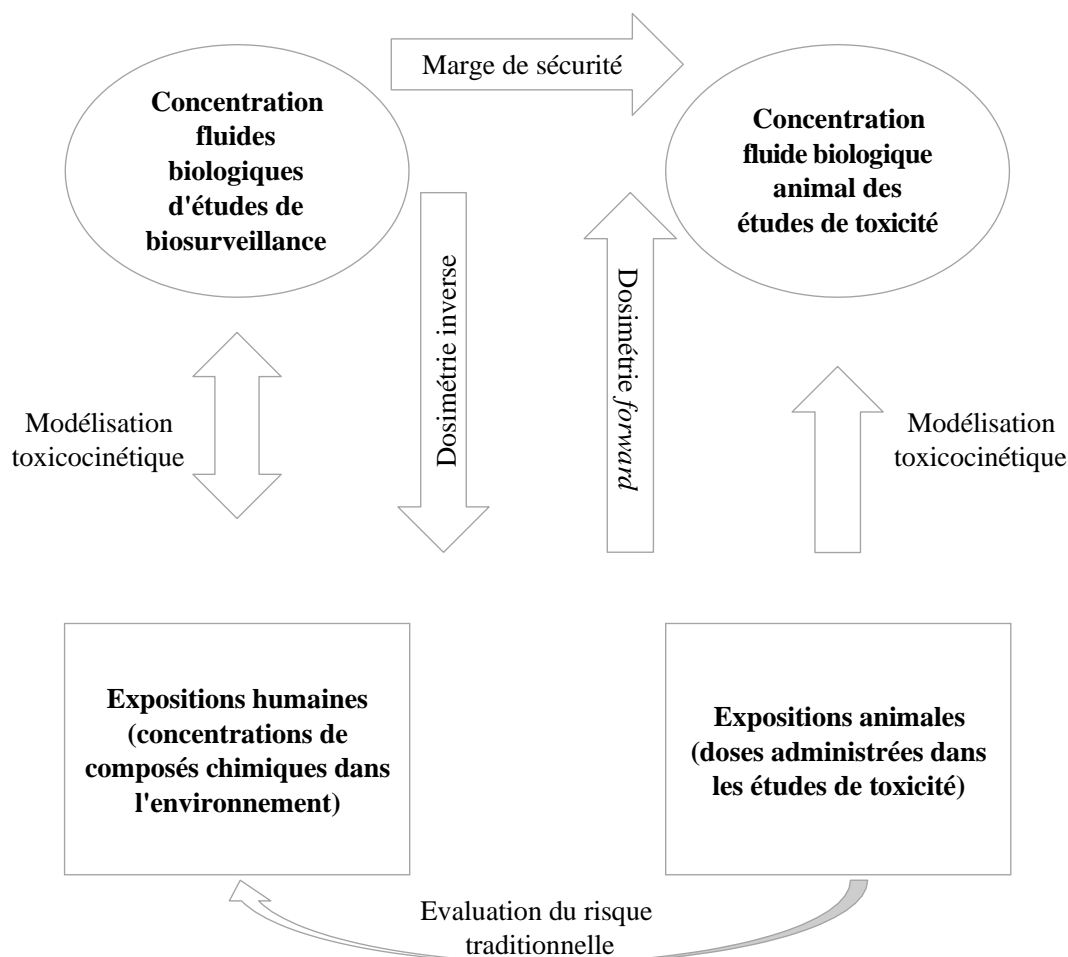 Marge de sécurité
Concentration
fluides
biologiques
d'études de
biosurveillance
Concentration
fluide biologique
animal des
études de toxicité
Dosimétrie inverse
Dosimétrie forward
Modélisation
toxicocinétique
Modélisation
toxicocinétique
Expositions humaines
(concentrations de
composés chimiques dans
l'environnement)
Expositions animales
(doses administrées dans
les études de toxicité)
Evaluation du risque
traditionnelle